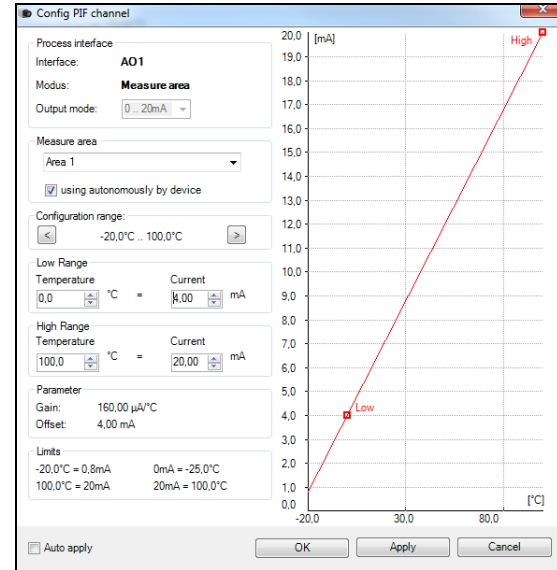 Config PIF channel
Process interface
Interface: AO1
Modus: Measure area
Output mode: 0 .. 20mA
Measure area
Area 1
using autonomously by device
Configuration range:
< -20,0°C .. 100,0°C >
Low Range
Temperature Current
0,0 °C = 4,00 mA
High Range
Temperature Current
100,0 °C = 20,00 mA
Parameter
Gain: 160,00 µA/°C
Offset: 4.00 mA
Limits
-20,0°C = 0,8mA 0mA = -25,0°C
100,0°C = 20mA 20mA = 100,0°C
Auto apply
20,0 [mA] High
19,0
18,0
17,0
16,0
15,0
14,0
13,0
12,0
11,0
10,0
9,0
8,0
7,0
6,0
5,0
4,0 Low
3,0
2,0
1,0
0,0 [°C]
-20,0 30,0 80,0
OK Apply Cancel